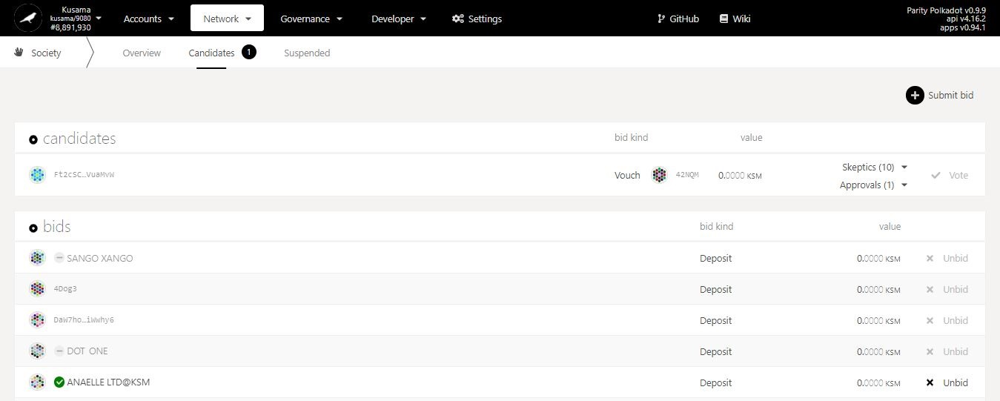 Kusama
kusama/9080
#8,891,930
Accounts Network Governance Developer Settings GitHub Wiki
Parity Polkadot v0.9.9
api v4.16.2
apps v0.94.1
Society Overview Candidates 1 Suspended
Submit bid
candidates bid kind value
Ft2cSC…VuaMvW Vouch 42NQM 0.0000 KSM Skeptics (10) Vote
Approvals (1)
bids bid kind value
SANGO XANGO Deposit 0.0000 KSM Unbid
4Dog3 Deposit 0.0000 KSM Unbid
DaW7ho…iWwhy6 Deposit 0.0000 KSM Unbid
DOT ONE Deposit 0.0000 KSM Unbid
ANAELLE LTD@KSM Deposit 0.0000 KSM Unbid